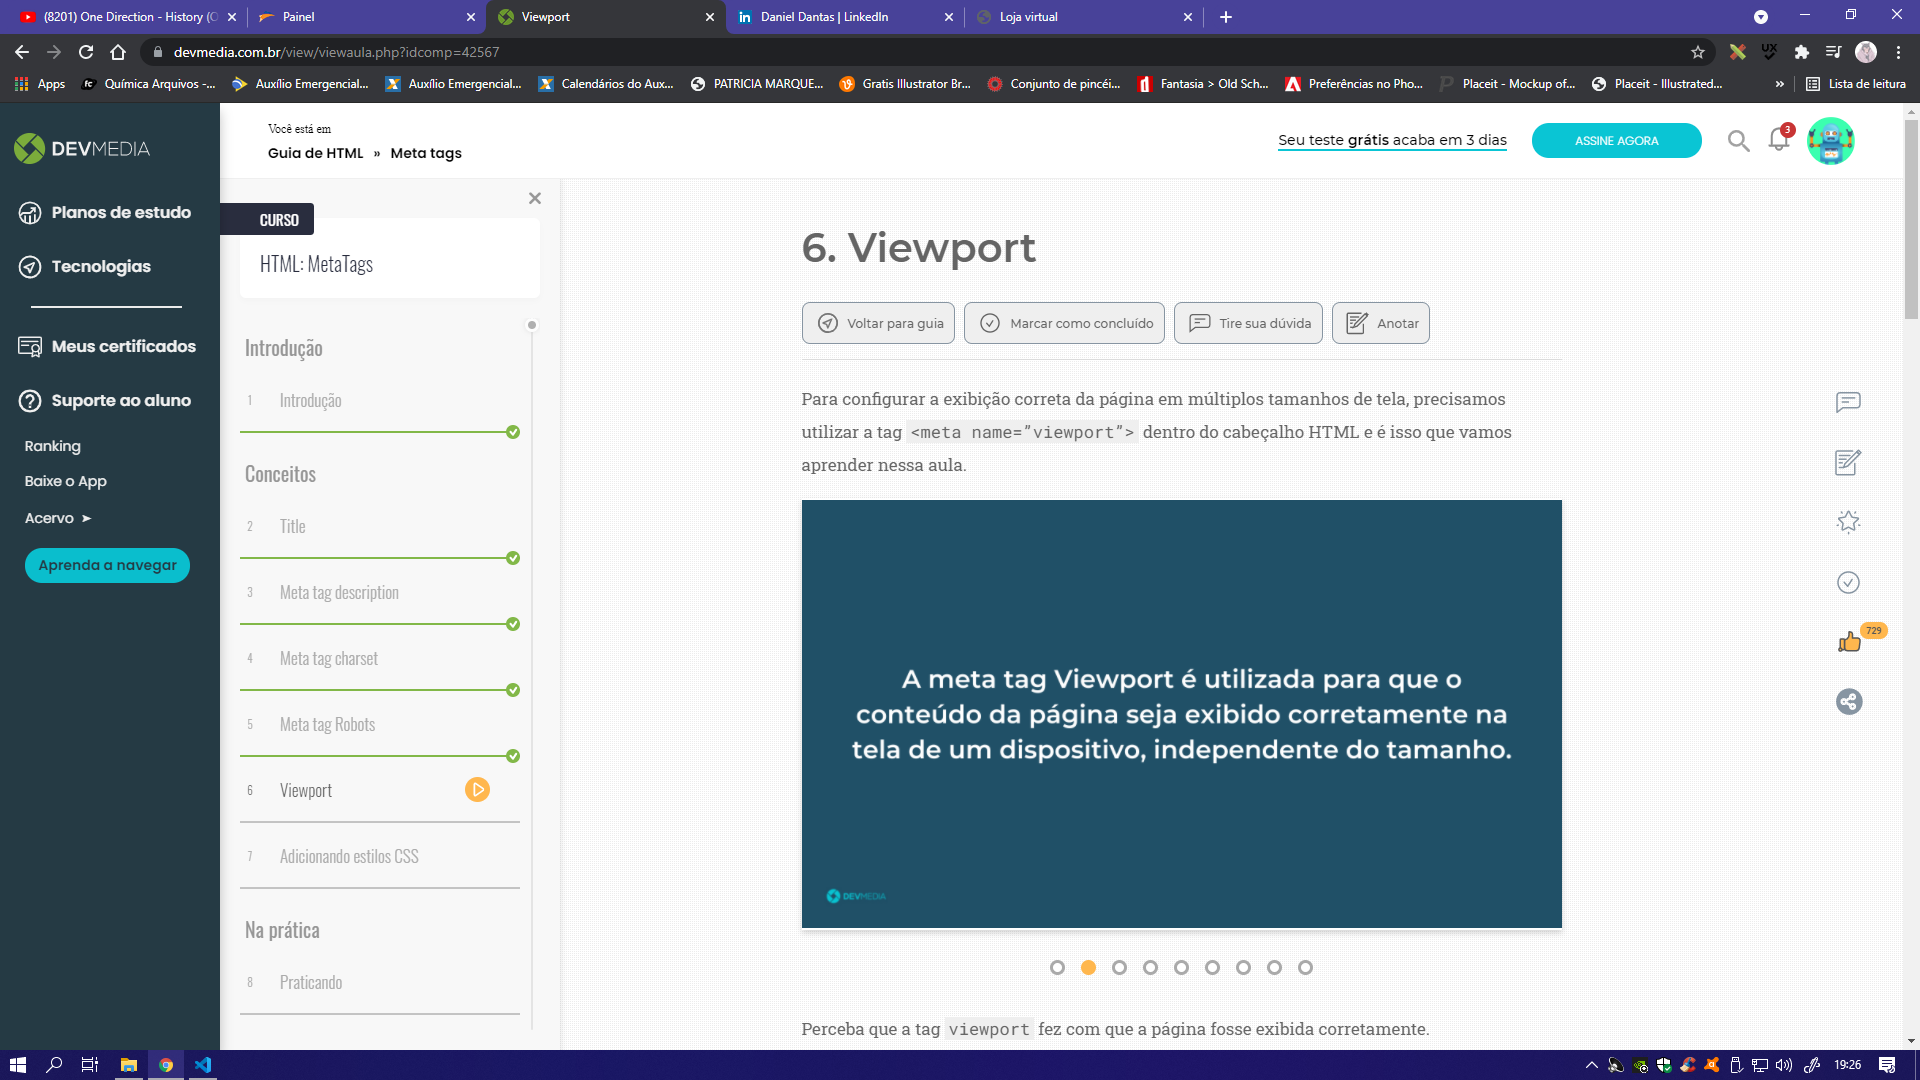 (8201) One Direction - History (O
Painel
Viewport
Daniel Dantas | LinkedIn
Loja virtual
devmedia.com.br/view/viewaula.php?idcomp=42567
Apps
Química Arquivos -...
Auxílio Emergencial...
Auxílio Emergencial...
Calendários do Aux...
PATRICIA MARQUE...
Gratis Illustrator Br...
Conjunto de pincéi...
Fantasia > Old Sch...
Preferências no Pho...
Placeit - Mockup of...
Placeit - Illustrated...
»
Lista de leitura
DEVMEDIA
Planos de estudo
Tecnologias
Meus certificados
Suporte ao aluno
Ranking
Baixe o App
Acervo ➤
Aprenda a navegar
Você está em
Guia de HTML » Meta tags
Seu teste grátis acaba em 3 dias
ASSINE AGORA
3
CURSO
HTML: MetaTags
Introdução
1 Introdução
Conceitos
2 Title
3 Meta tag description
4 Meta tag charset
5 Meta tag Robots
6 Viewport
7 Adicionando estilos CSS
Na prática
8 Praticando
6. Viewport
Voltar para guia
Marcar como concluído
Tire sua dúvida
Anotar
Para configurar a exibição correta da página em múltiplos tamanhos de tela, precisamos
utilizar a tag <meta name=”viewport”> dentro do cabeçalho HTML e é isso que vamos
aprender nessa aula.
A meta tag Viewport é utilizada para que o
conteúdo da página seja exibido corretamente na
tela de um dispositivo, independente do tamanho.
DEVMEDIA
Perceba que a tag viewport fez com que a página fosse exibida corretamente.
729
19:26